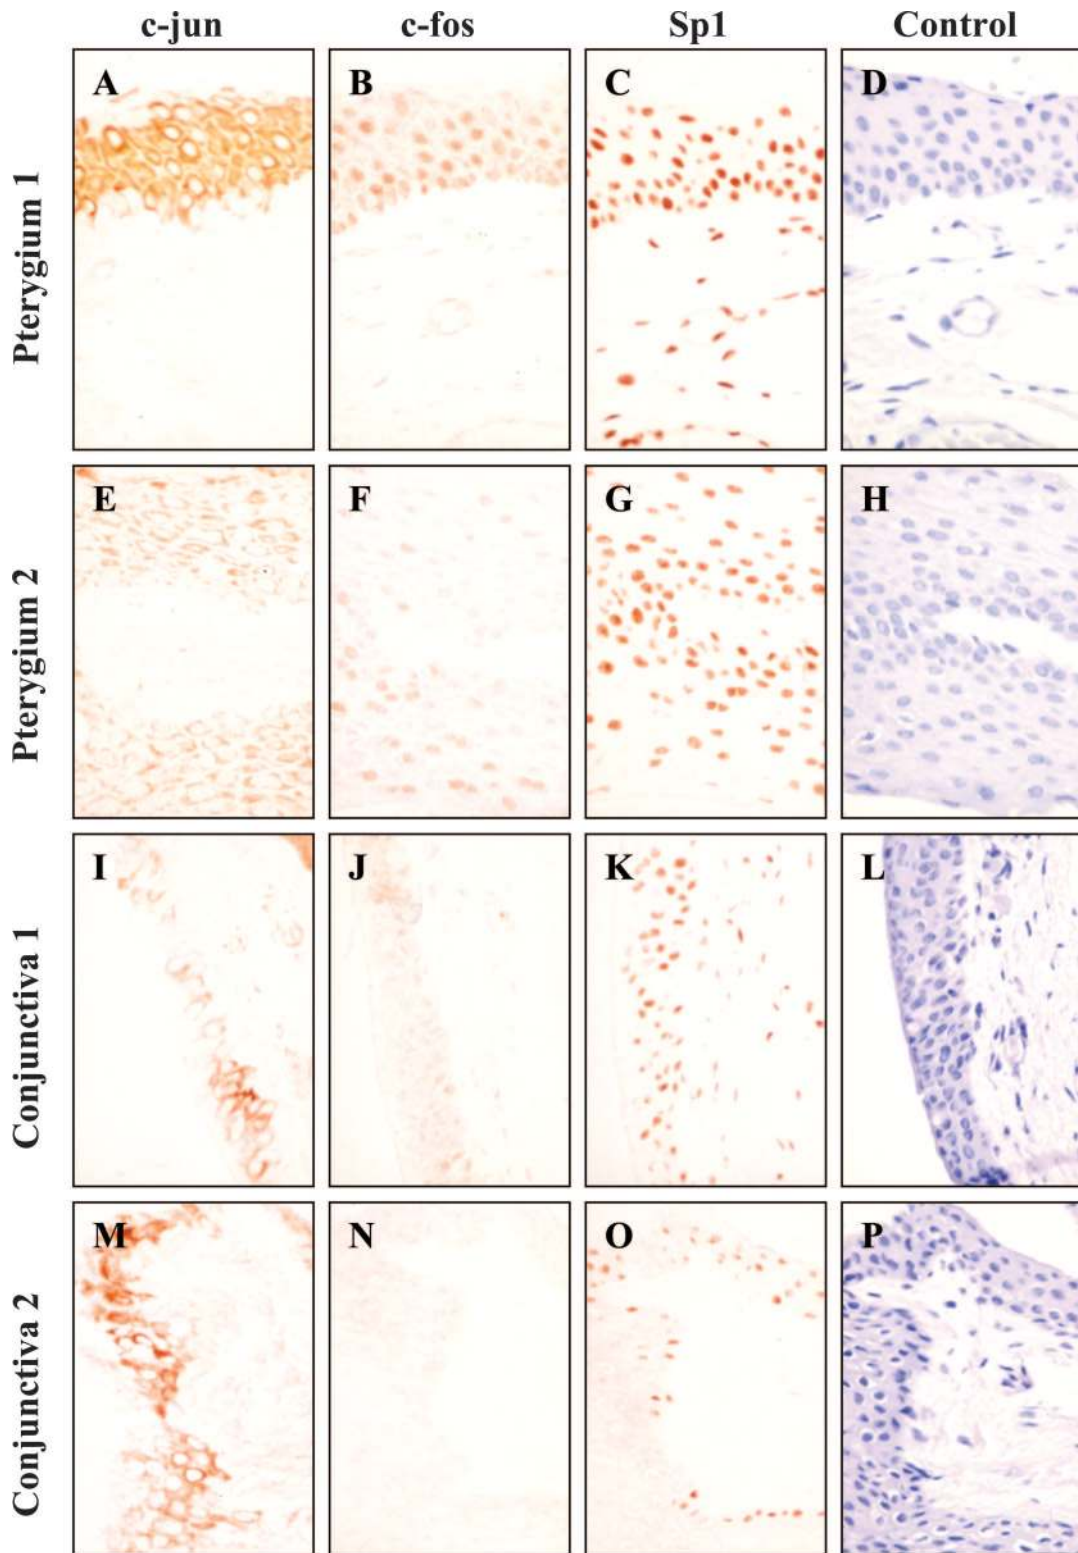 c-jun c-fos Sp1 Control
Pterygium 1
A B C D
Pterygium 2
E F G H
Conjunctiva 1
I J K L
Conjunctiva 2
M N O P